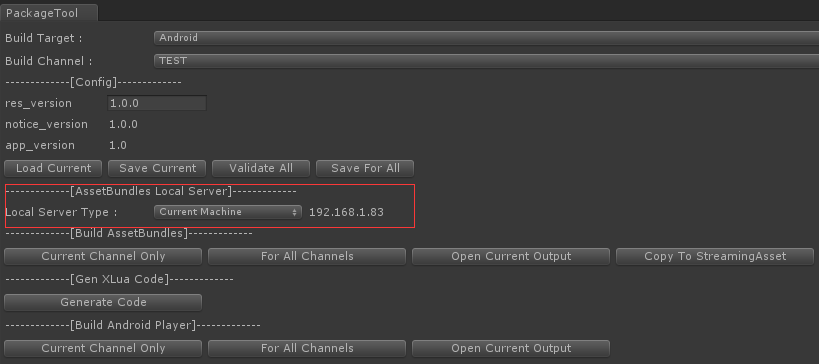 PackageTool
Build Target : Android
Build Channel : TEST
-------------[Config]-------------
res_version 1.0.0
notice_version 1.0.0
app_version 1.0
Load Current Save Current Validate All Save For All
-------------[AssetBundles Local Server]-------------
Local Server Type : Current Machine 192.168.1.83
-------------[Build AssetBundles]-------------
Current Channel Only For All Channels Open Current Output Copy To StreamingAsset
-------------[Gen XLua Code]-------------
Generate Code
-------------[Build Android Player]-------------
Current Channel Only For All Channels Open Current Output